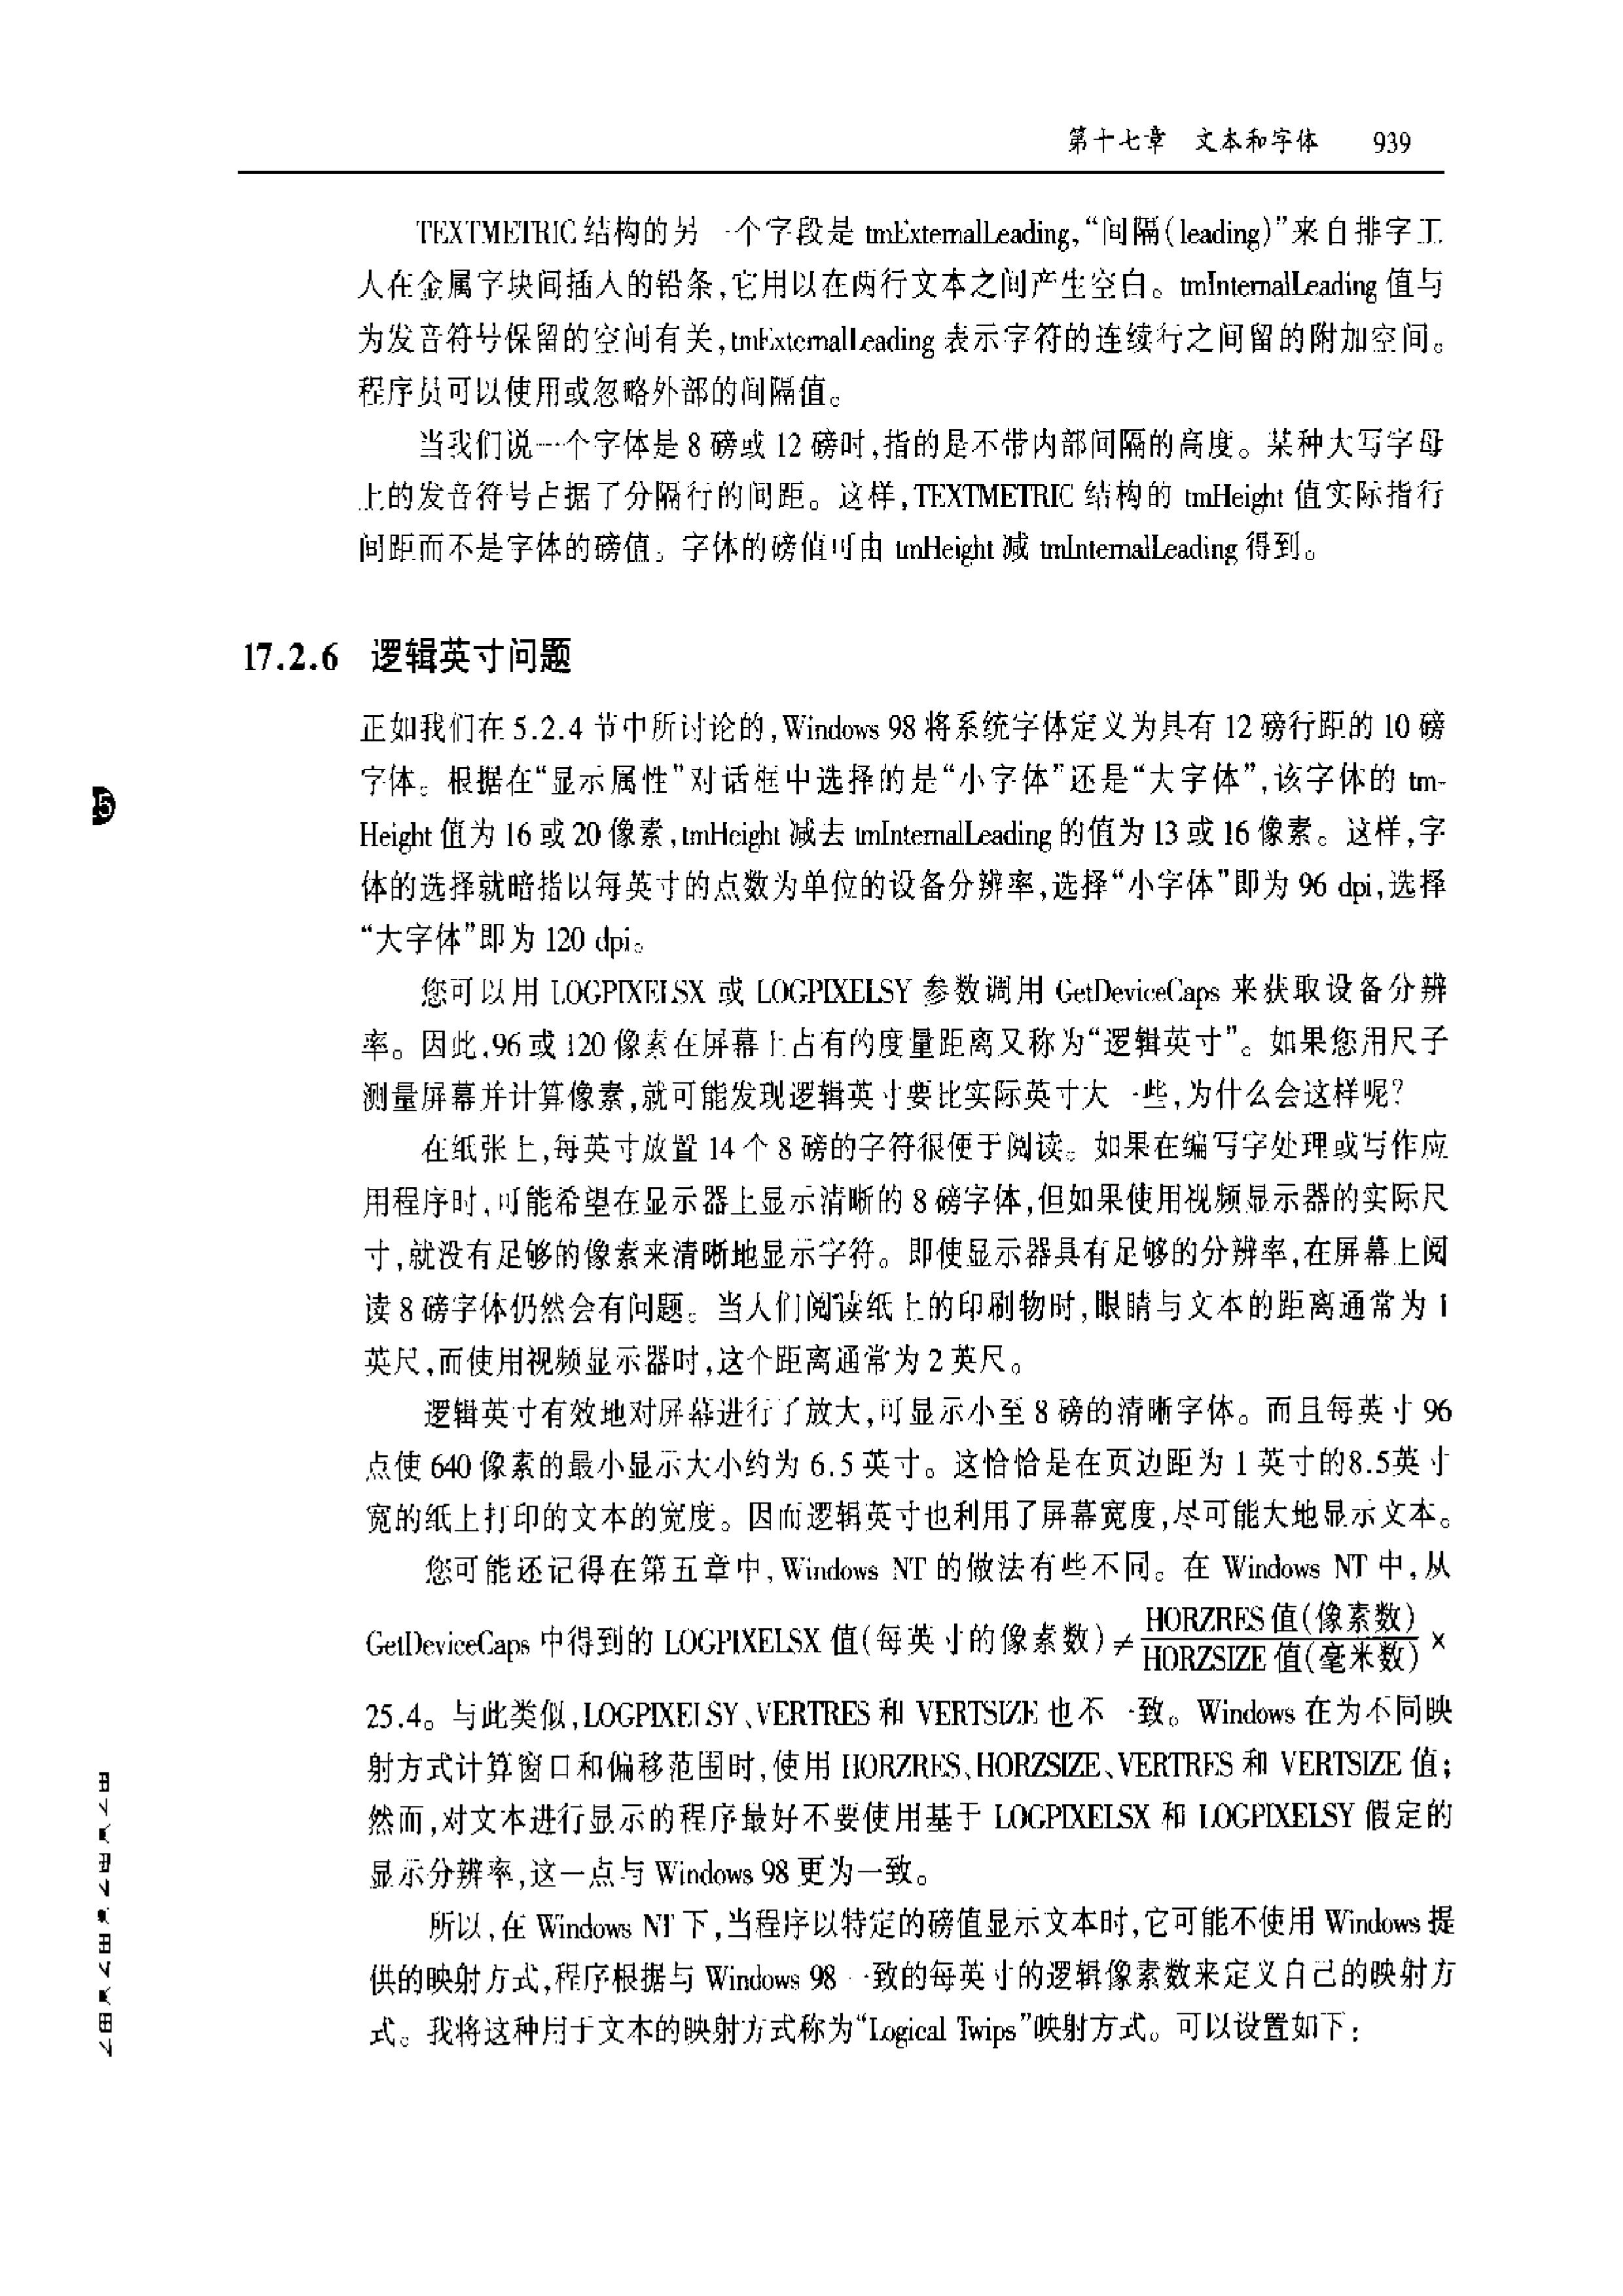 第十七章 文本和字体 939
TEXTMETRIC结构的另一个字段是 tmExternalLeading,“间隔(leading)”来自排字工
人在金属字块间插入的铅条,它用以在两行文本之间产生空白。tmInternalLeading 值与
为发音符号保留的空间有关,tmExternalLeading 表示字符的连续行之间留的附加空间。
程序员可以使用或忽略外部的间隔值。
当我们说一个字体是 8 磅或 12 磅时,指的是不带内部间隔的高度。某种大写字母
上的发音符号占据了分隔行的间距。这样,TEXTMETRIC 结构的 tmHeight 值实际指行
间距而不是字体的磅值。字体的磅值可由 tmHeight 减 tmInternalLeading 得到。
17.2.6 逻辑英寸问题
正如我们在 5.2.4 节中所讨论的,Windows 98 将系统字体定义为具有 12 磅行距的 10 磅
字体。根据在“显示属性”对话框中选择的是“小字体”还是“大字体”,该字体的 tm-
Height 值为 16 或 20 像素,tmHeight 减去 tmInternalLeading 的值为 13 或 16 像素。这样,字
体的选择就暗指以每英寸的点数为单位的设备分辨率,选择“小字体”即为 96 dpi,选择
“大字体”即为 120 dpi。
您可以用 LOGPIXELSX 或 LOGPIXELSY 参数调用 GetDeviceCaps 来获取设备分辨
率。因此,96 或 120 像素在屏幕上占有的度量距离又称为“逻辑英寸”。如果您用尺子
测量屏幕并计算像素,就可能发现逻辑英寸要比实际英寸大一些,为什么会这样呢?
在纸张上,每英寸放置 14 个 8 磅的字符很便于阅读。如果在编写字处理或写作应
用程序时,可能希望在显示器上显示清晰的 8 磅字体,但如果使用视频显示器的实际尺
寸,就没有足够的像素来清晰地显示字符。即使显示器具有足够的分辨率,在屏幕上阅
读 8 磅字体仍然会有问题。当人们阅读纸上的印刷物时,眼睛与文本的距离通常为 1
英尺,而使用视频显示器时,这个距离通常为 2 英尺。
逻辑英寸有效地对屏幕进行了放大,可显示小至 8 磅的清晰字体。而且每英寸 96
点使 640 像素的最小显示大小约为 6.5 英寸。这恰恰是在页边距为 1 英寸的8.5英寸
宽的纸上打印的文本的宽度。因而逻辑英寸也利用了屏幕宽度,尽可能大地显示文本。
您可能还记得在第五章中,Windows NT 的做法有些不同。在 Windows NT 中,从
GetDeviceCaps 中得到的 LOGPIXELSX 值(每英寸的像素数)≠ HORZRES 值(像素数)/HORZSIZE 值(毫米数) ×
25.4。与此类似,LOGPIXELSY、VERTRES 和 VERTSIZE 也不一致。Windows 在为不同映
射方式计算窗口和偏移范围时,使用 HORZRES、HORZSIZE、VERTRES 和 VERTSIZE 值;
然而,对文本进行显示的程序最好不要使用基于 LOGPIXELSX 和 LOGPIXELSY 假定的
显示分辨率,这一点与 Windows 98 更为一致。
所以,在 Windows NT 下,当程序以特定的磅值显示文本时,它可能不使用 Windows 提
供的映射方式,程序根据与 Windows 98 一致的每英寸的逻辑像素数来定义自己的映射方
式。我将这种用于文本的映射方式称为“Logical Twips”映射方式。可以设置如下: